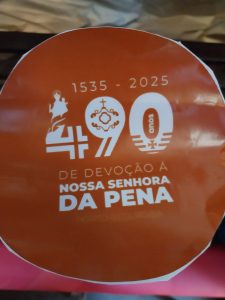 1535 - 2025
490
anos
DE DEVOÇÃO À
NOSSA SENHORA
DA PENA